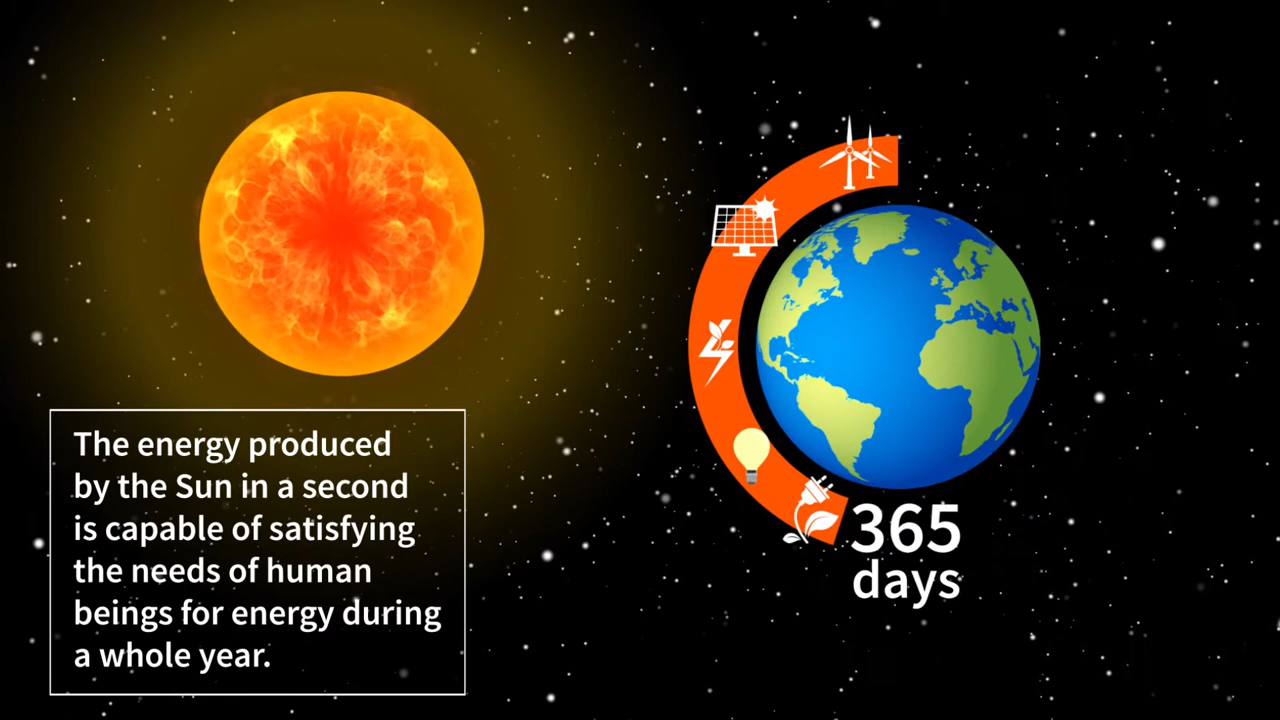 The energy produced
by the Sun in a second
is capable of satisfying
the needs of human
beings for energy during
a whole year.
365
days